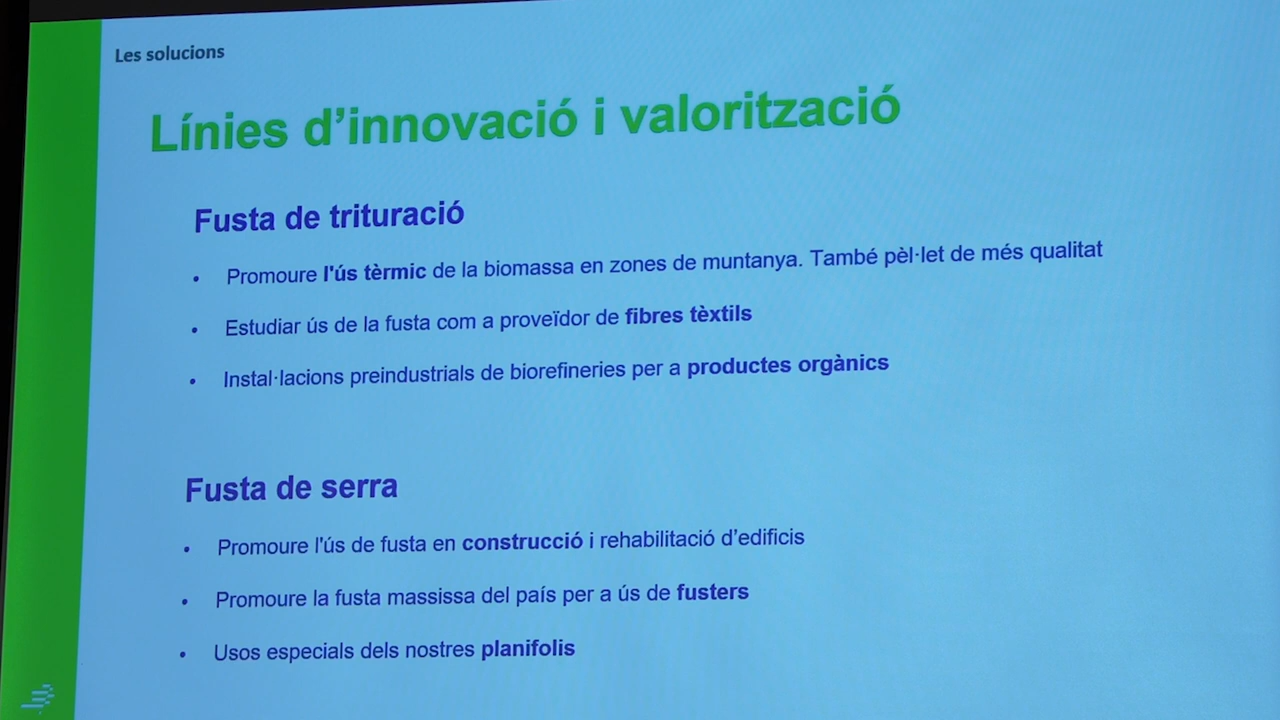 Les solucions
Línies d’innovació i valorització
Fusta de trituració
• Promoure l'ús tèrmic de la biomassa en zones de muntanya. També pèl·let de més qualitat
• Estudiar ús de la fusta com a proveïdor de fibres tèxtils
• Instal·lacions preindustrials de biorefineries per a productes orgànics
Fusta de serra
• Promoure l'ús de fusta en construcció i rehabilitació d’edificis
• Promoure la fusta massissa del país per a ús de fusters
• Usos especials dels nostres planifolis